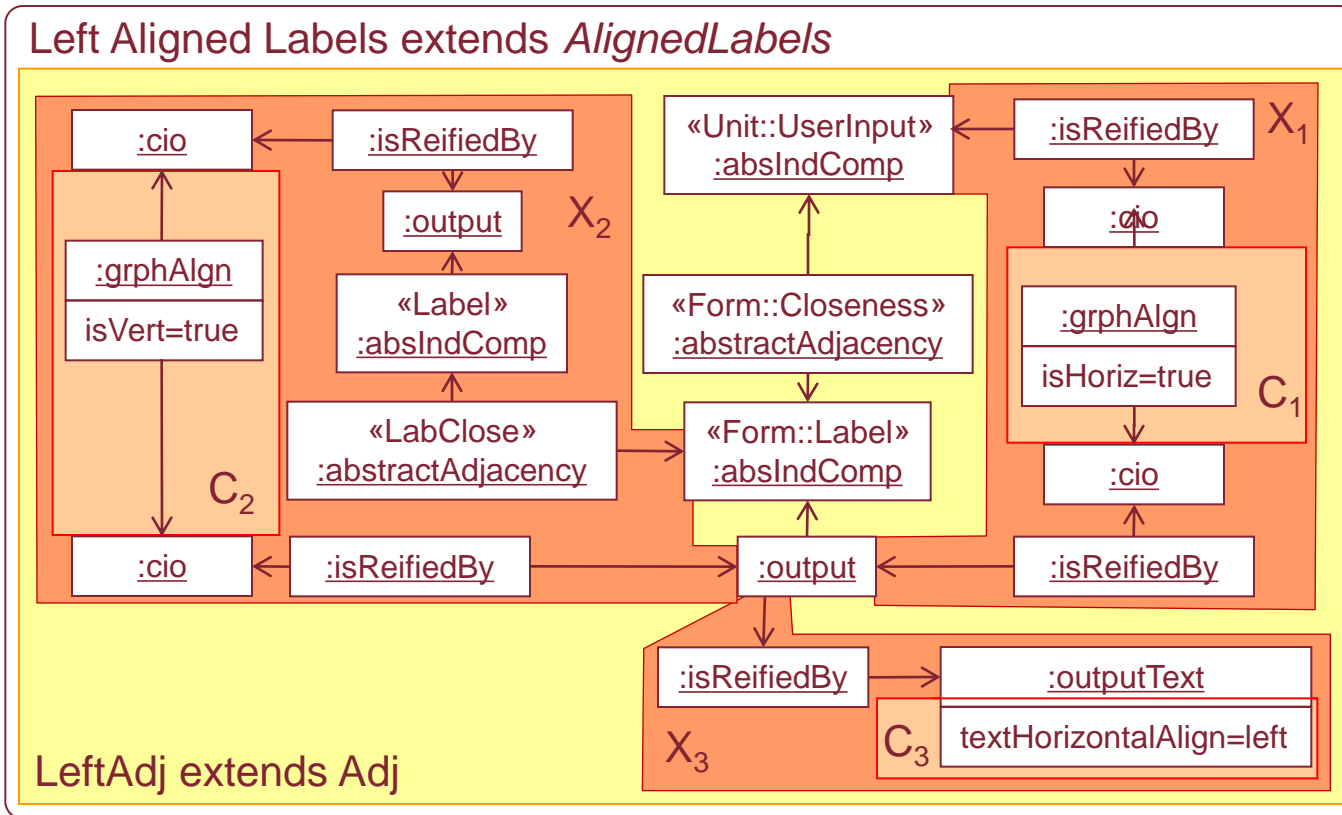 Left Aligned Labels extends AlignedLabels
:cio
:isReifiedBy
«Unit::UserInput»
:absIndComp
:isReifiedBy
X1
:output
X2
:cio
:grphAlgn
isVert=true
«Label»
:absIndComp
«Form::Closeness»
:abstractAdjacency
:grphAlgn
isHoriz=true
C1
«LabClose»
:abstractAdjacency
«Form::Label»
:absIndComp
C2
:cio
:cio
:isReifiedBy
:output
:isReifiedBy
:isReifiedBy
:outputText
X3
C3
textHorizontalAlign=left
LeftAdj extends Adj